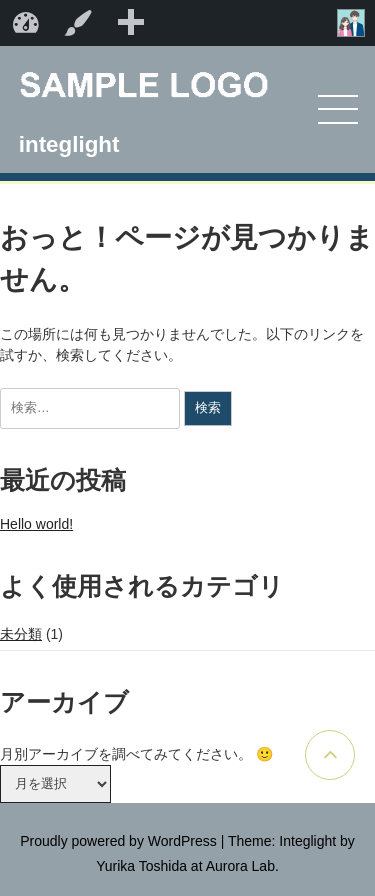 SAMPLE LOGO
integlight
おっと！ページが見つかりま
せん。
この場所には何も見つかりませんでした。以下のリンクを
試すか、検索してください。
検索… 検索
最近の投稿
Hello world!
よく使用されるカテゴリ
未分類 (1)
アーカイブ
月別アーカイブを調べてみてください。 🙂
月を選択
Proudly powered by WordPress | Theme: Integlight by
Yurika Toshida at Aurora Lab.